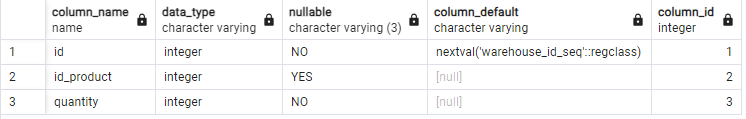 column_name data_type nullable column_default column_id
name character varying character varying (3) character varying integer
1 id integer NO nextval('warehouse_id_seq'::regclass) 1
2 id_product integer YES [null] 2
3 quantity integer NO [null] 3